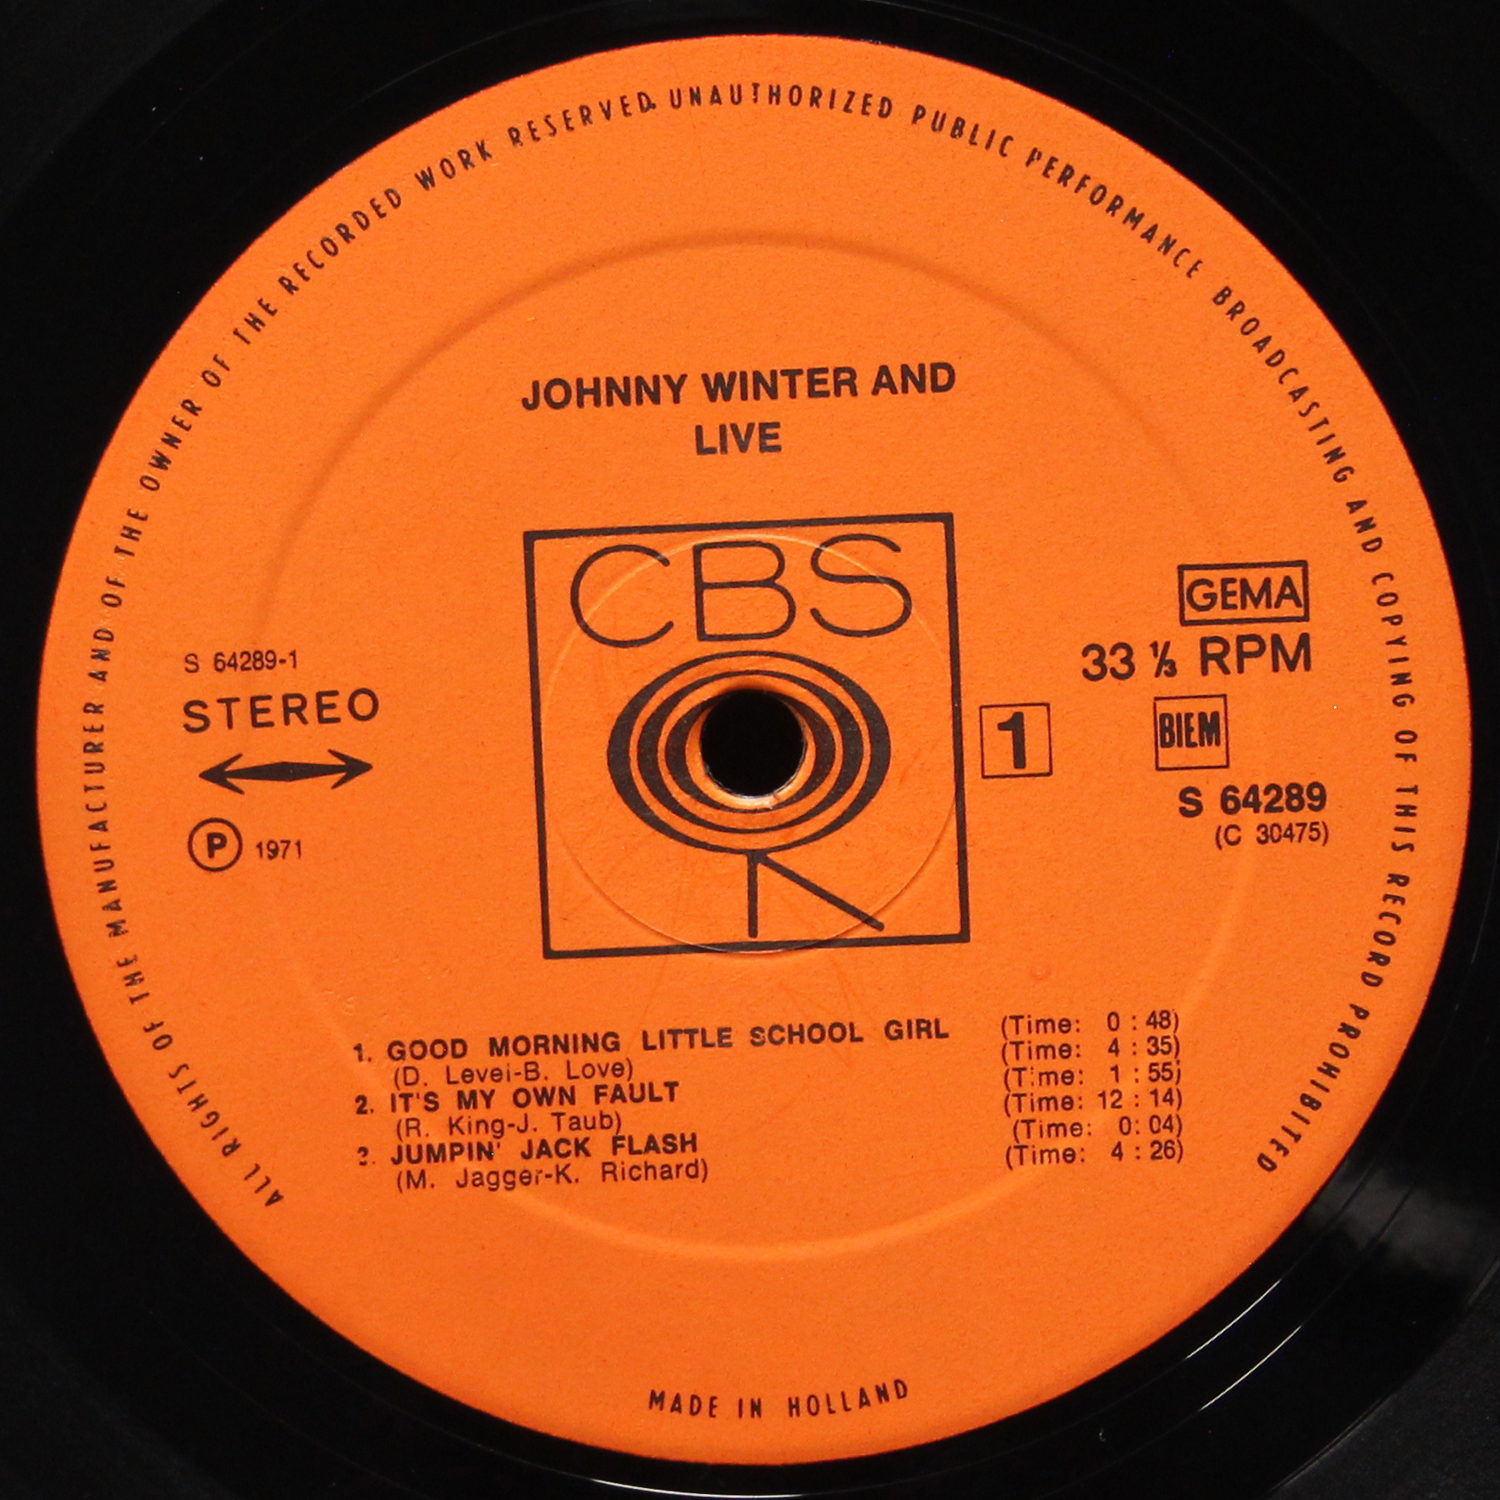 ALL RIGHTS OF THE MANUFACTURER AND OF THE OWNER OF THE RECORDED WORK RESERVED. UNAUTHORIZED PUBLIC PERFORMANCE BROADCASTING AND COPYING OF THIS RECORD PROHIBITED
JOHNNY WINTER AND
LIVE
CBS
GEMA
33 ⅓ RPM
S 64289-1
STEREO
1
BIEM
S 64289
(C 30475)
Ⓟ 1971
1. GOOD MORNING LITTLE SCHOOL GIRL (Time: 0 : 48)
(D. Levei-B. Love) (Time: 4 : 35)
2. IT'S MY OWN FAULT (Time: 1 : 55)
(R. King-J. Taub) (Time: 12 : 14)
3. JUMPIN' JACK FLASH (Time: 0: 04)
(M. Jagger-K. Richard) (Time: 4 : 26)
MADE IN HOLLAND